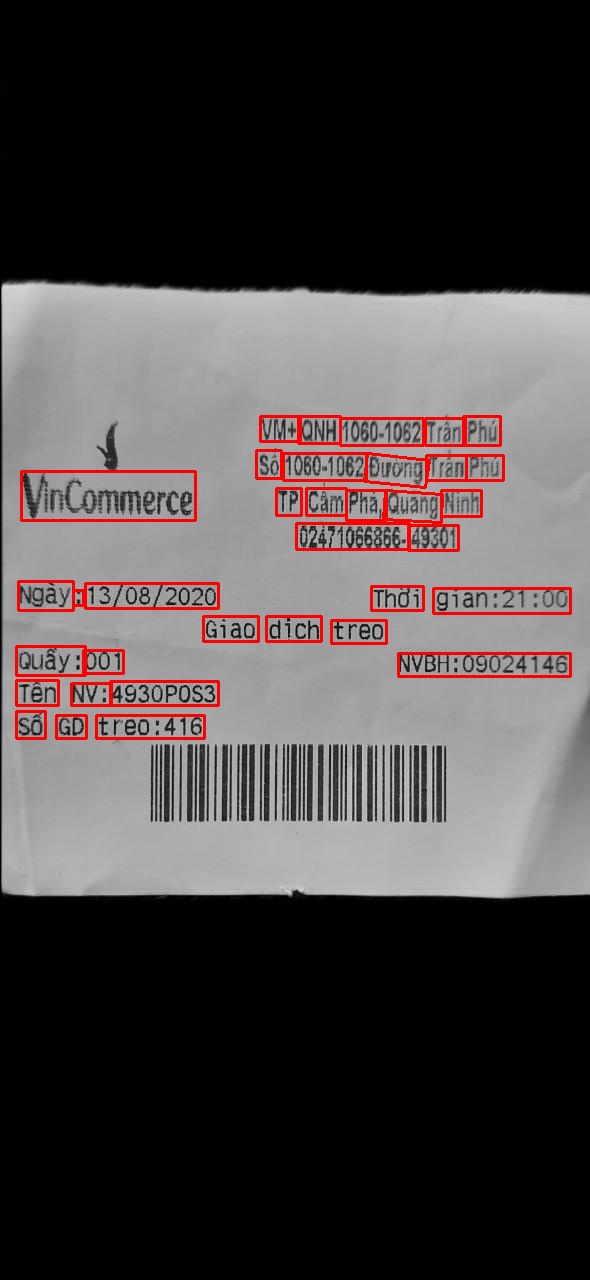 VinCommerce
VM+ QNH 1060-1062 Trần Phú
Số 1060-1062 Đường Trần Phú
TP Cẩm Phả, Quảng Ninh
02471066866-49301
Ngày:13/08/2020 Thời gian:21:00
Giao dịch treo
Quầy:001 NVBH:09024146
Tên NV:4930POS3
Số GD treo:416